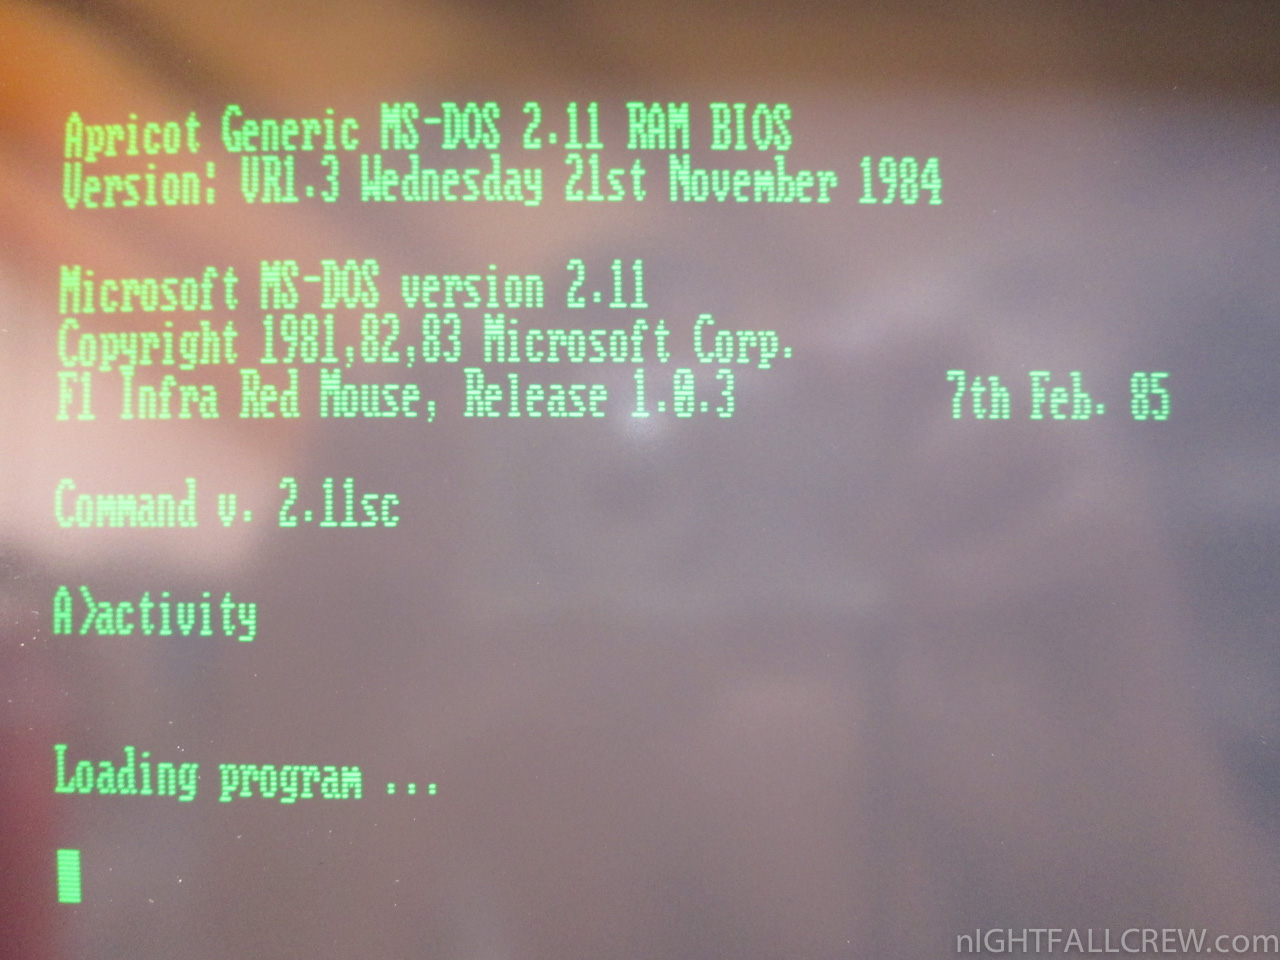 Apricot Generic MS-DOS 2.11 RAM BIOS
Version: VR1.3 Wednesday 21st November 1984
Microsoft MS-DOS version 2.11
Copyright 1981,82,83 Microsoft Corp.
F1 Infra Red Mouse, Release 1.0.3 7th Feb. 85
Command v. 2.11sc
A>activity
Loading program ...
nIGHTFALLCREW.com